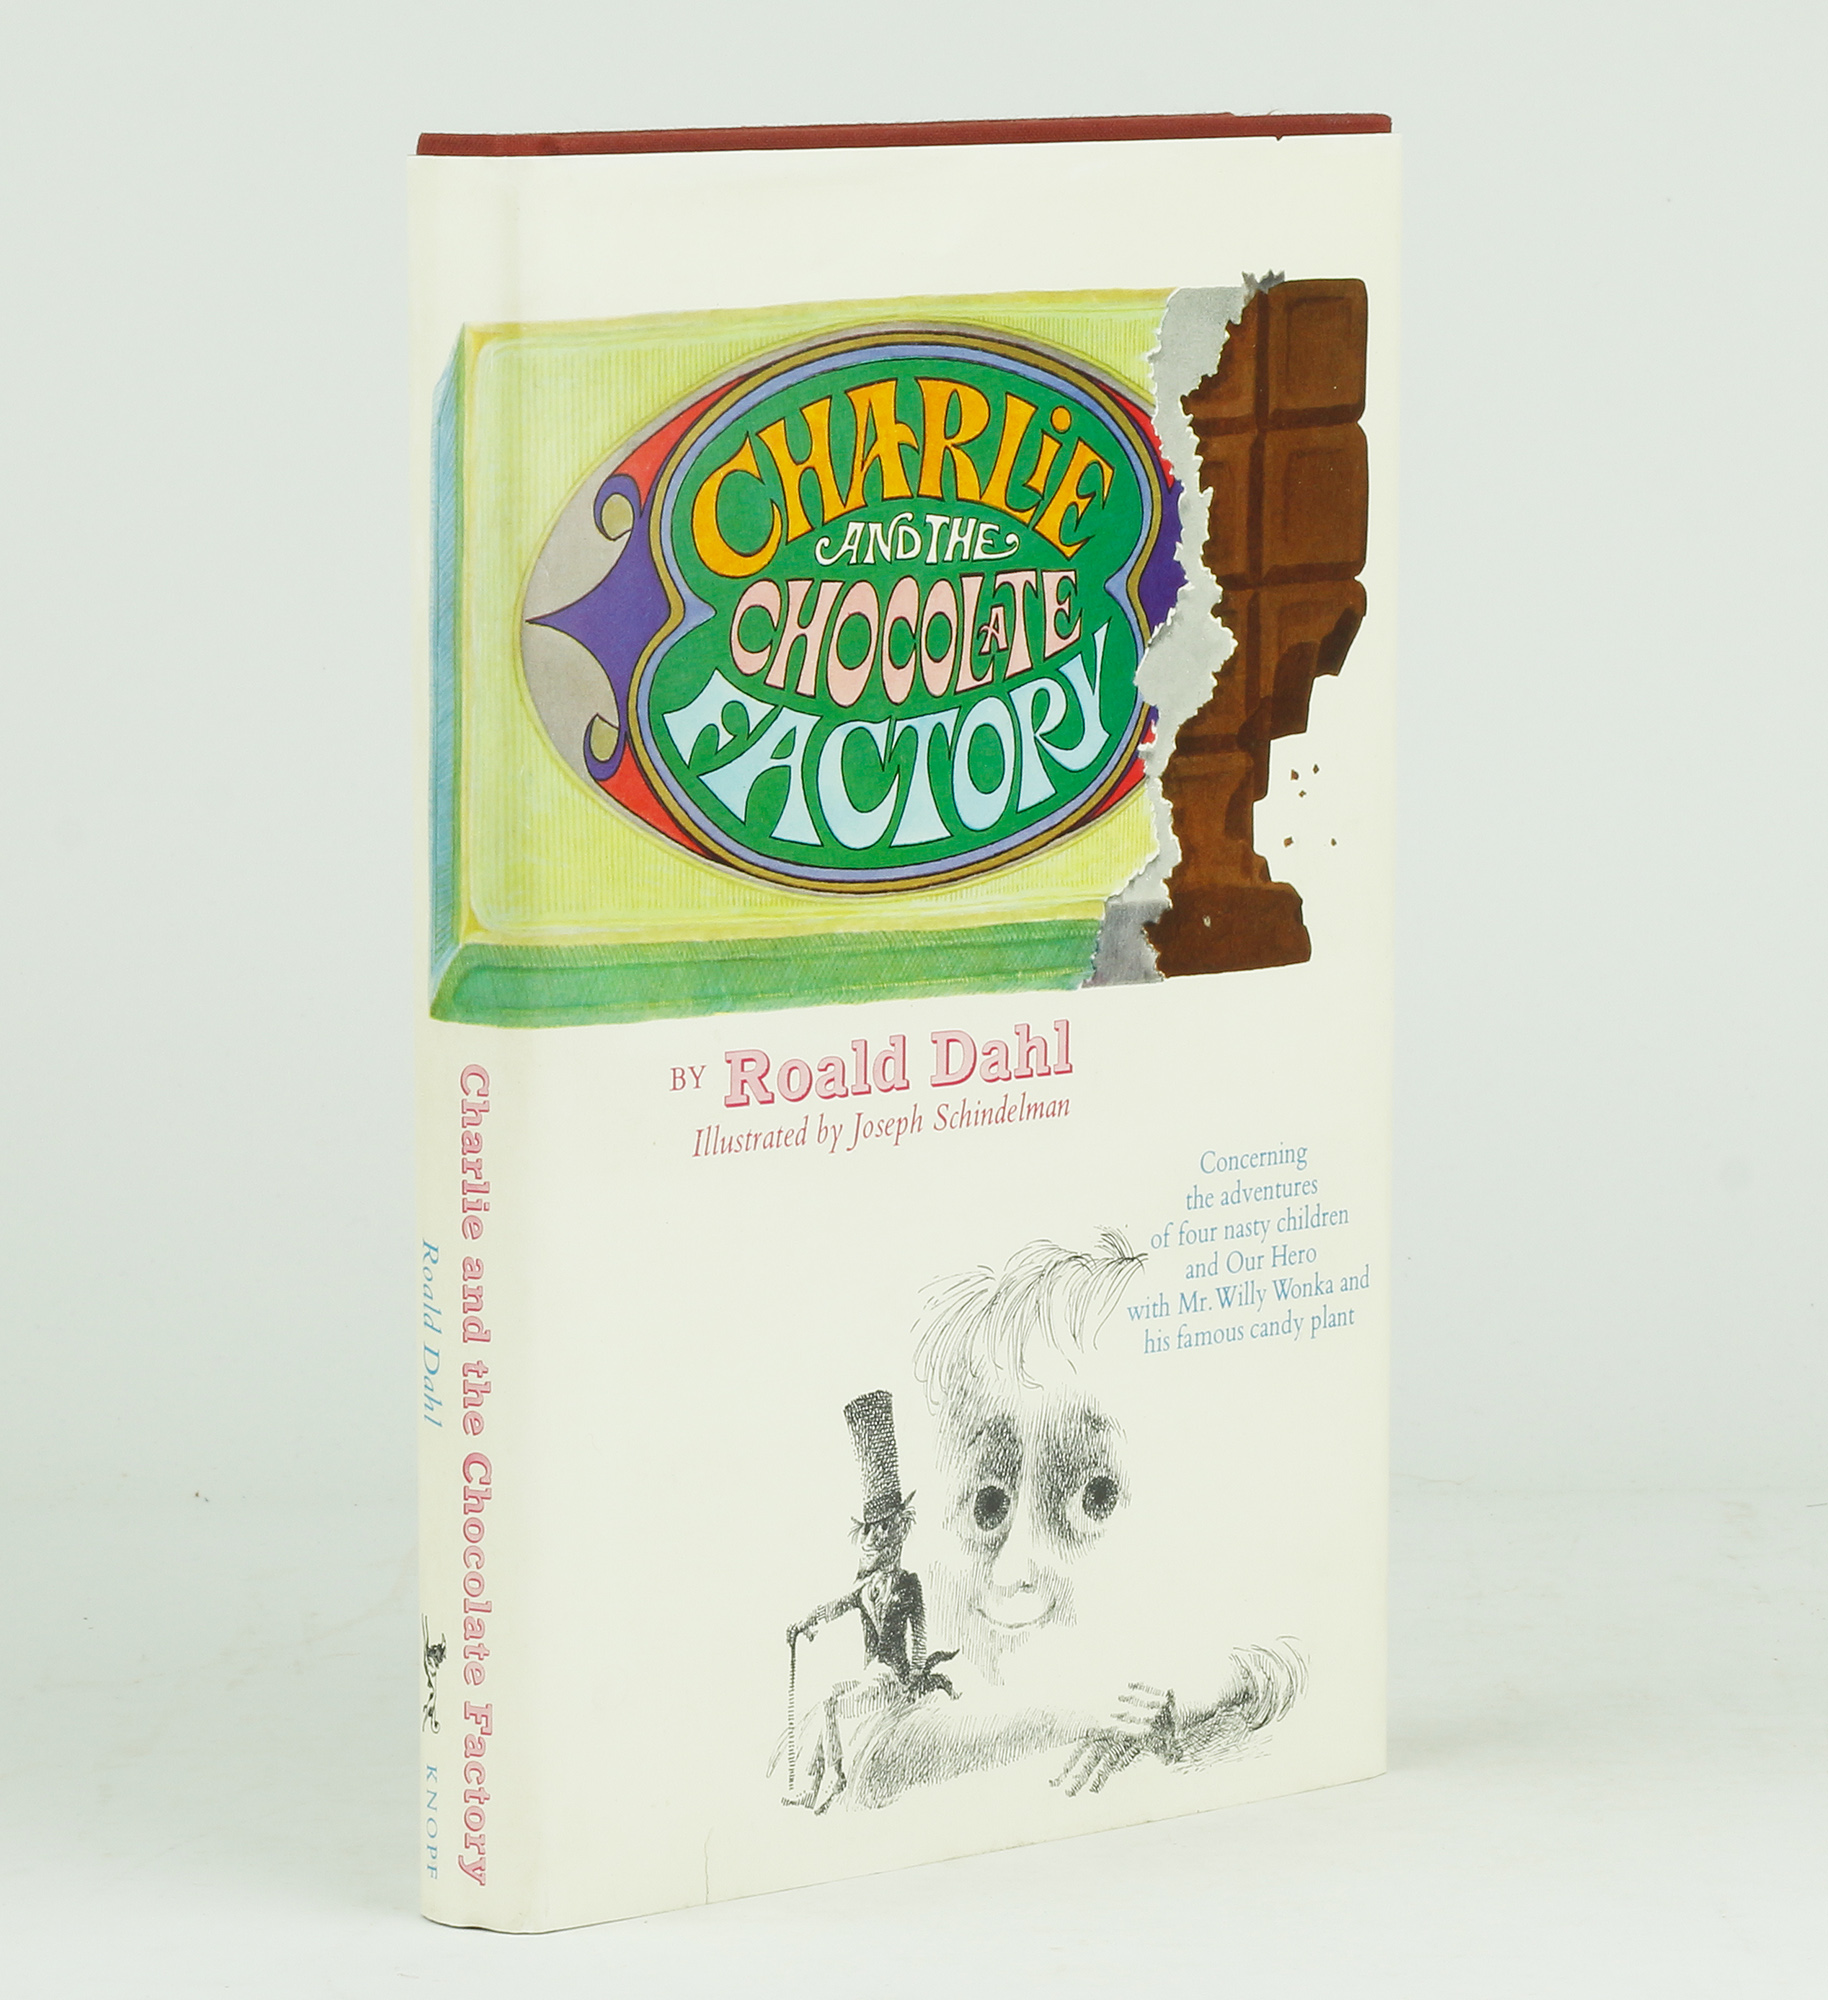 CHARLiE
AND THE
CHOCOLATE
FACTORY
BY Roald Dahl
Illustrated by Joseph Schindelman
Concerning
the adventures
of four nasty children
and Our Hero
with Mr. Willy Wonka and
his famous candy plant
Charlie and the Chocolate Factory
Roald Dahl
KNOPF